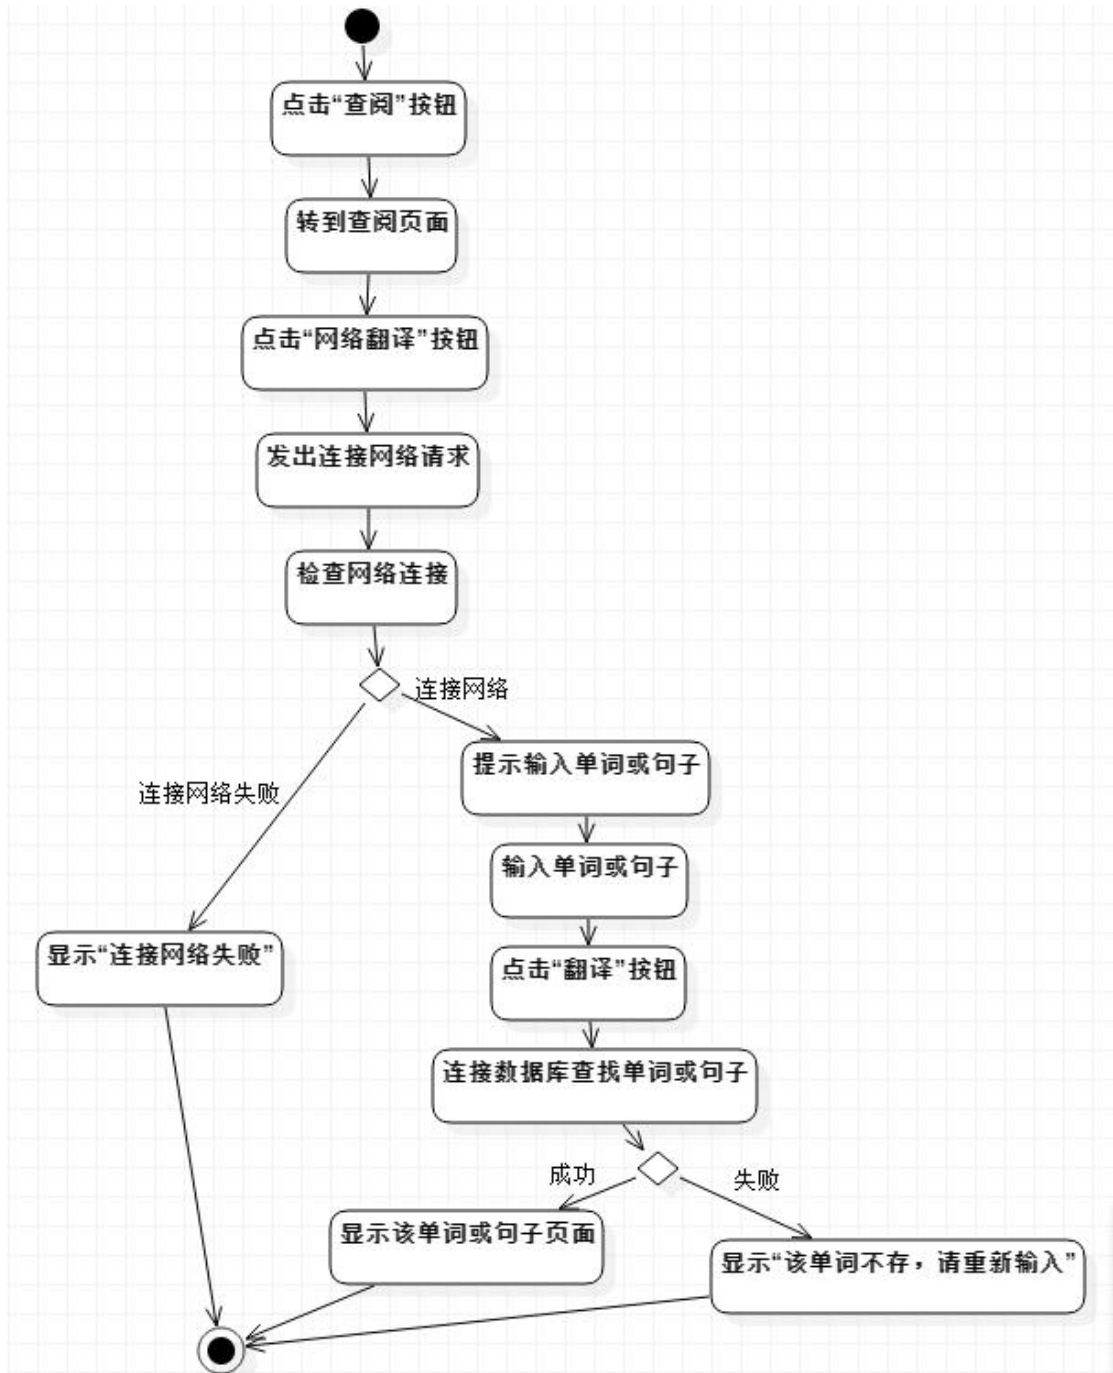 点击“查阅”按钮
转到查阅页面
点击“网络翻译”按钮
发出连接网络请求
检查网络连接
连接网络
提示输入单词或句子
连接网络失败
输入单词或句子
显示“连接网络失败”
点击“翻译”按钮
连接数据库查找单词或句子
成功
失败
显示该单词或句子页面
显示“该单词不存，请重新输入”